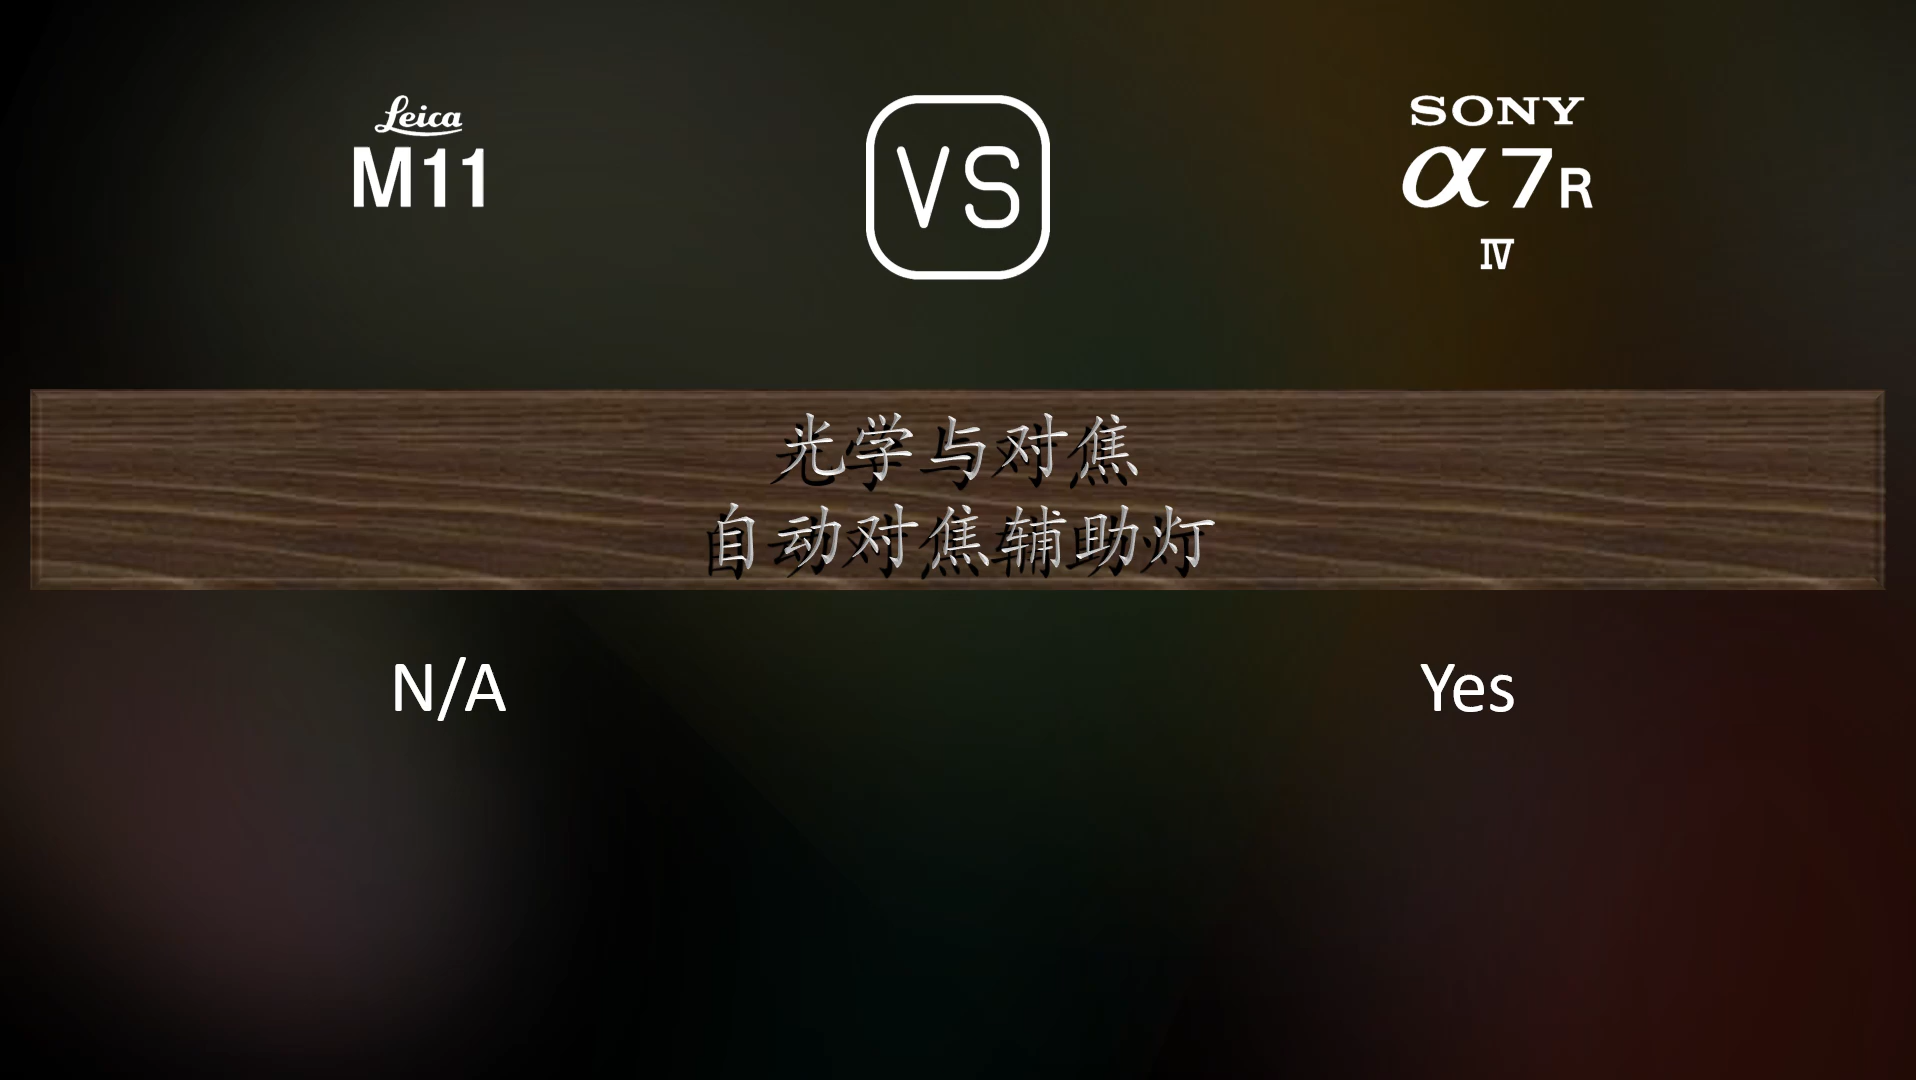 Leica
M11
VS
SONY
α7R
IV
光学与对焦
自动对焦辅助灯
N/A
Yes